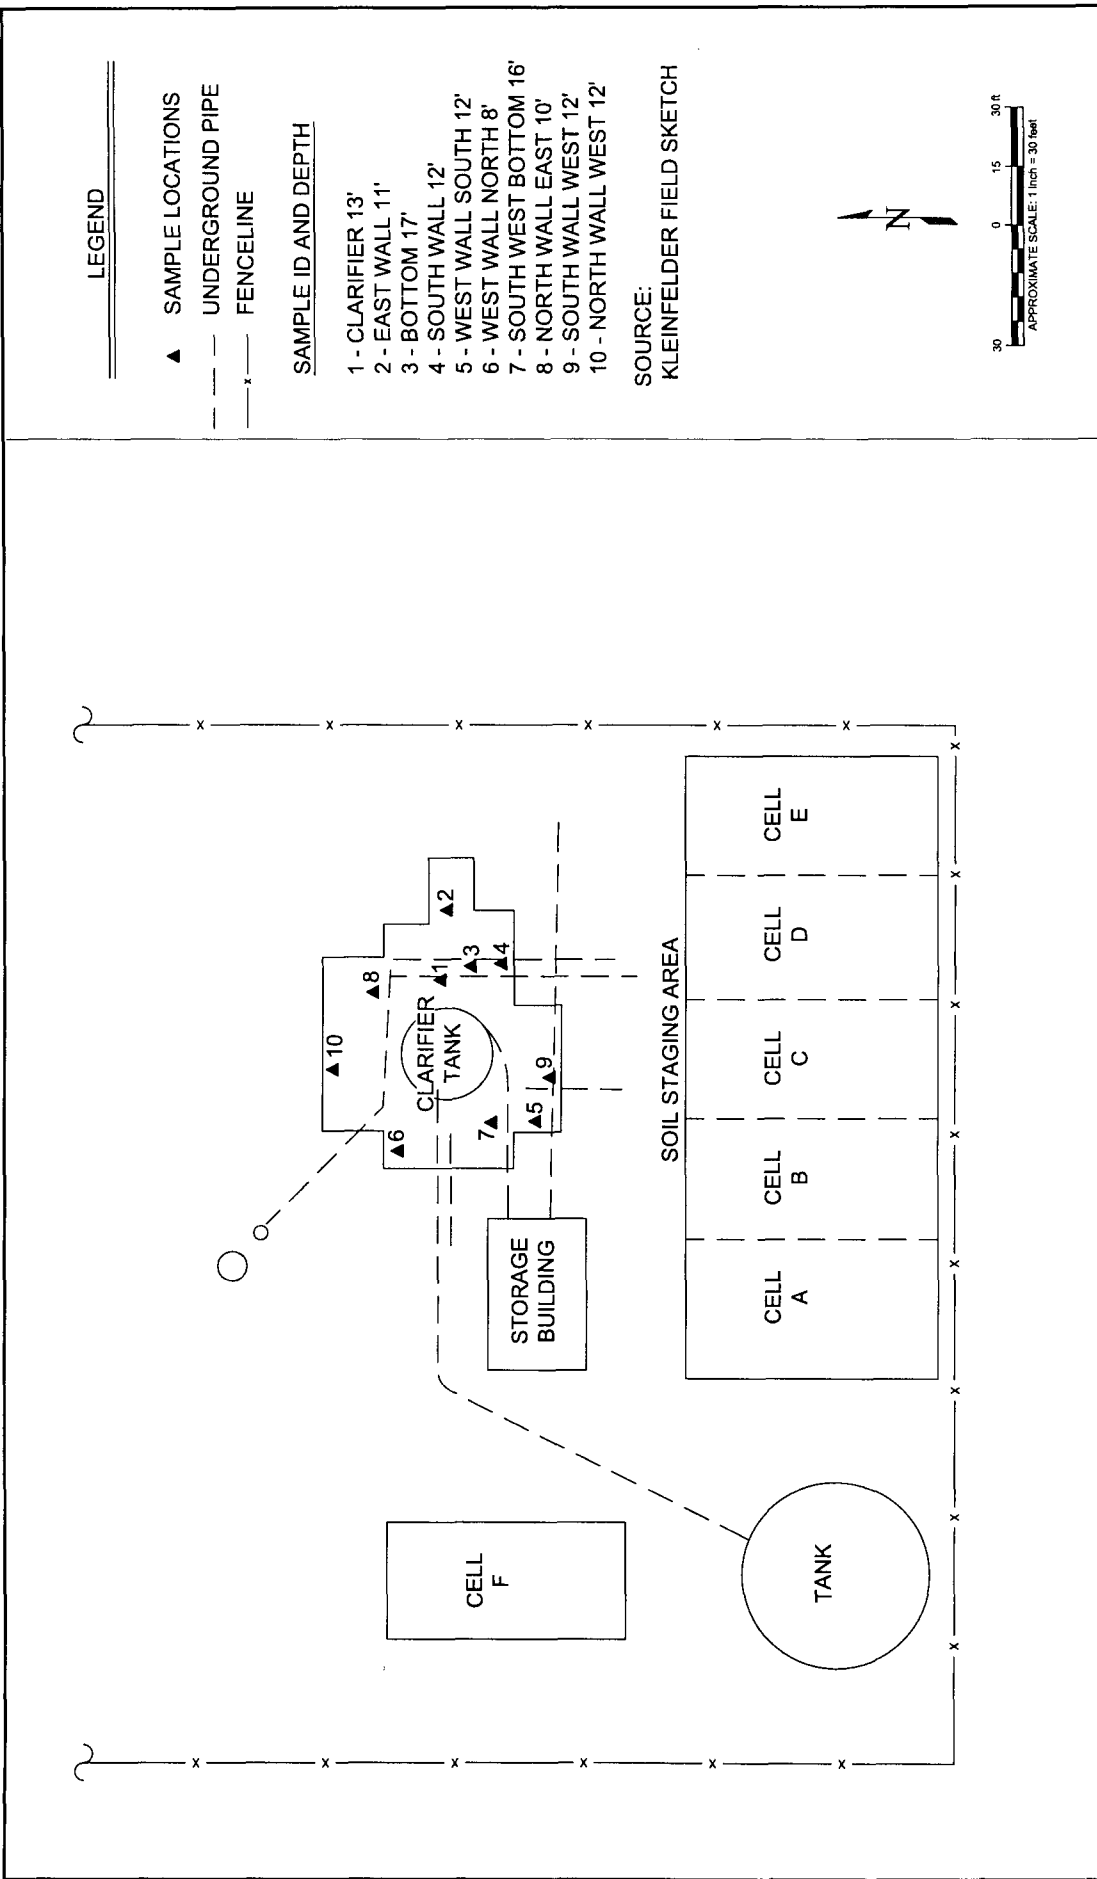 LEGEND
SAMPLE LOCATIONS
UNDERGROUND PIPE
x
FENCELINE
SAMPLE ID AND DEPTH
1 - CLARIFIER 13'
2 - EAST WALL 11'
3 - BOTTOM 17'
4 - SOUTH WALL 12'
5 - WEST WALL SOUTH 12'
6 - WEST WALL NORTH 8'
7 - SOUTH WEST BOTTOM 16'
8 - NORTH WALL EAST 10'
9 - SOUTH WALL WEST 12'
10 - NORTH WALL WEST 12'
SOURCE:
KLEINFELDER FIELD SKETCH
N
30 0 15 30 ft
APPROXIMATE SCALE: 1 inch = 30 feet
10
8
6
CLARIFIER
TANK
1
2
3
4
7
5
9
STORAGE
BUILDING
CELL
F
TANK
SOIL STAGING AREA
CELL
A
CELL
B
CELL
C
CELL
D
CELL
E
x x x x x x
x x x x x x x x
x x x x x x